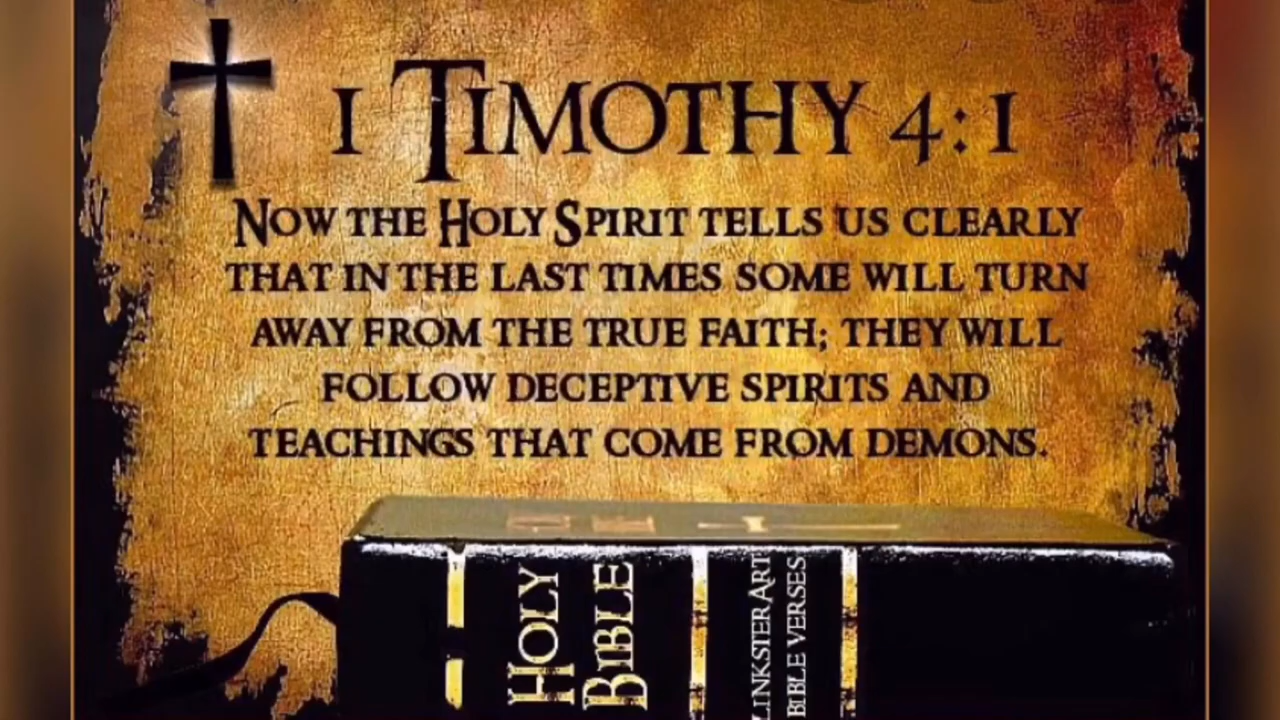 1 TIMOTHY 4:1
NOW THE HOLY SPIRIT TELLS US CLEARLY
THAT IN THE LAST TIMES SOME WILL TURN
AWAY FROM THE TRUE FAITH; THEY WILL
FOLLOW DECEPTIVE SPIRITS AND
TEACHINGS THAT COME FROM DEMONS.
HOLY
BIBLE
LINKSTERART
BIBLE VERSES